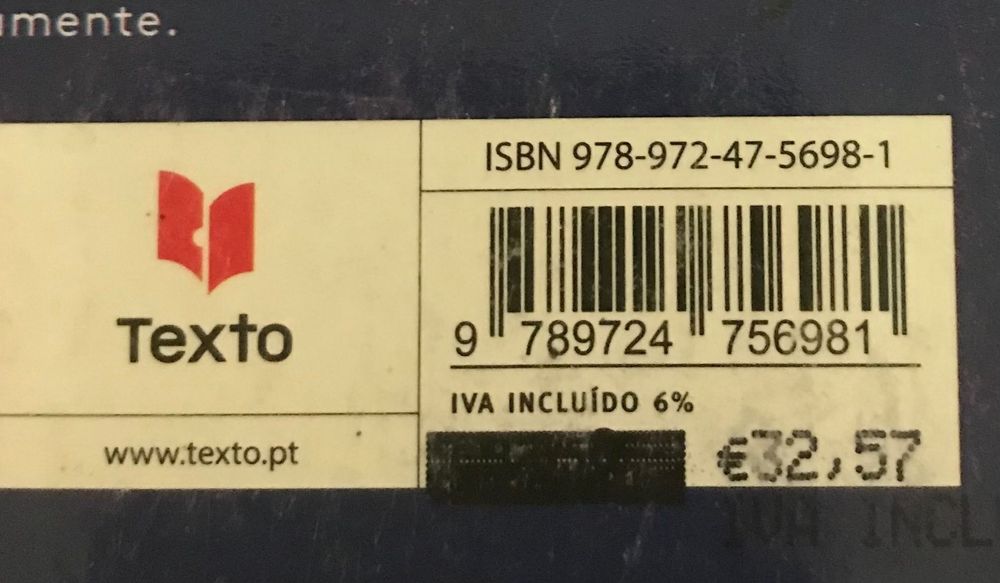 umente.
ISBN 978-972-47-5698-1
9 789724 756981
Texto
IVA INCLUÍDO 6%
www.texto.pt
€32,57
IVA INCL